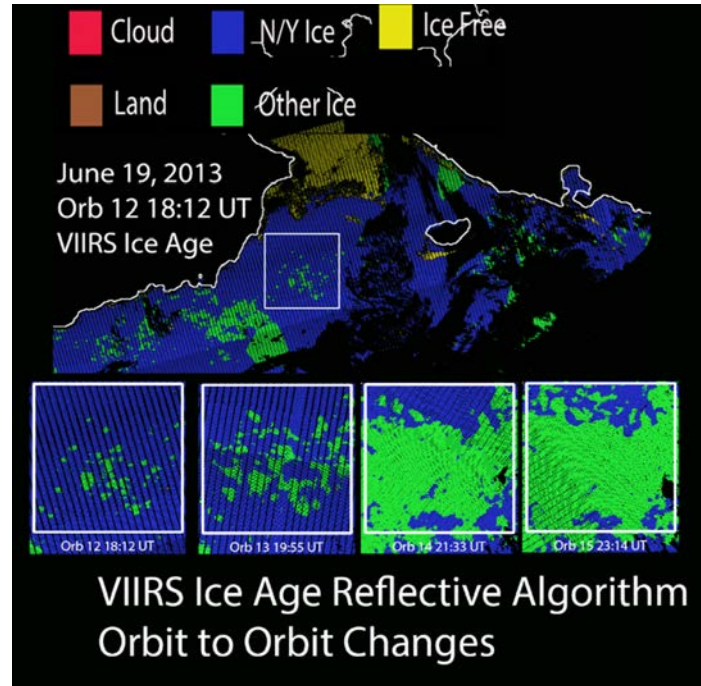 Cloud N/Y Ice Ice Free
Land Other Ice
June 19, 2013
Orb 12 18:12 UT
VIIRS Ice Age
Orb 12 18:12 UT Orb 13 19:55 UT Orb 14 21:33 UT Orb 15 23:14 UT
VIIRS Ice Age Reflective Algorithm
Orbit to Orbit Changes